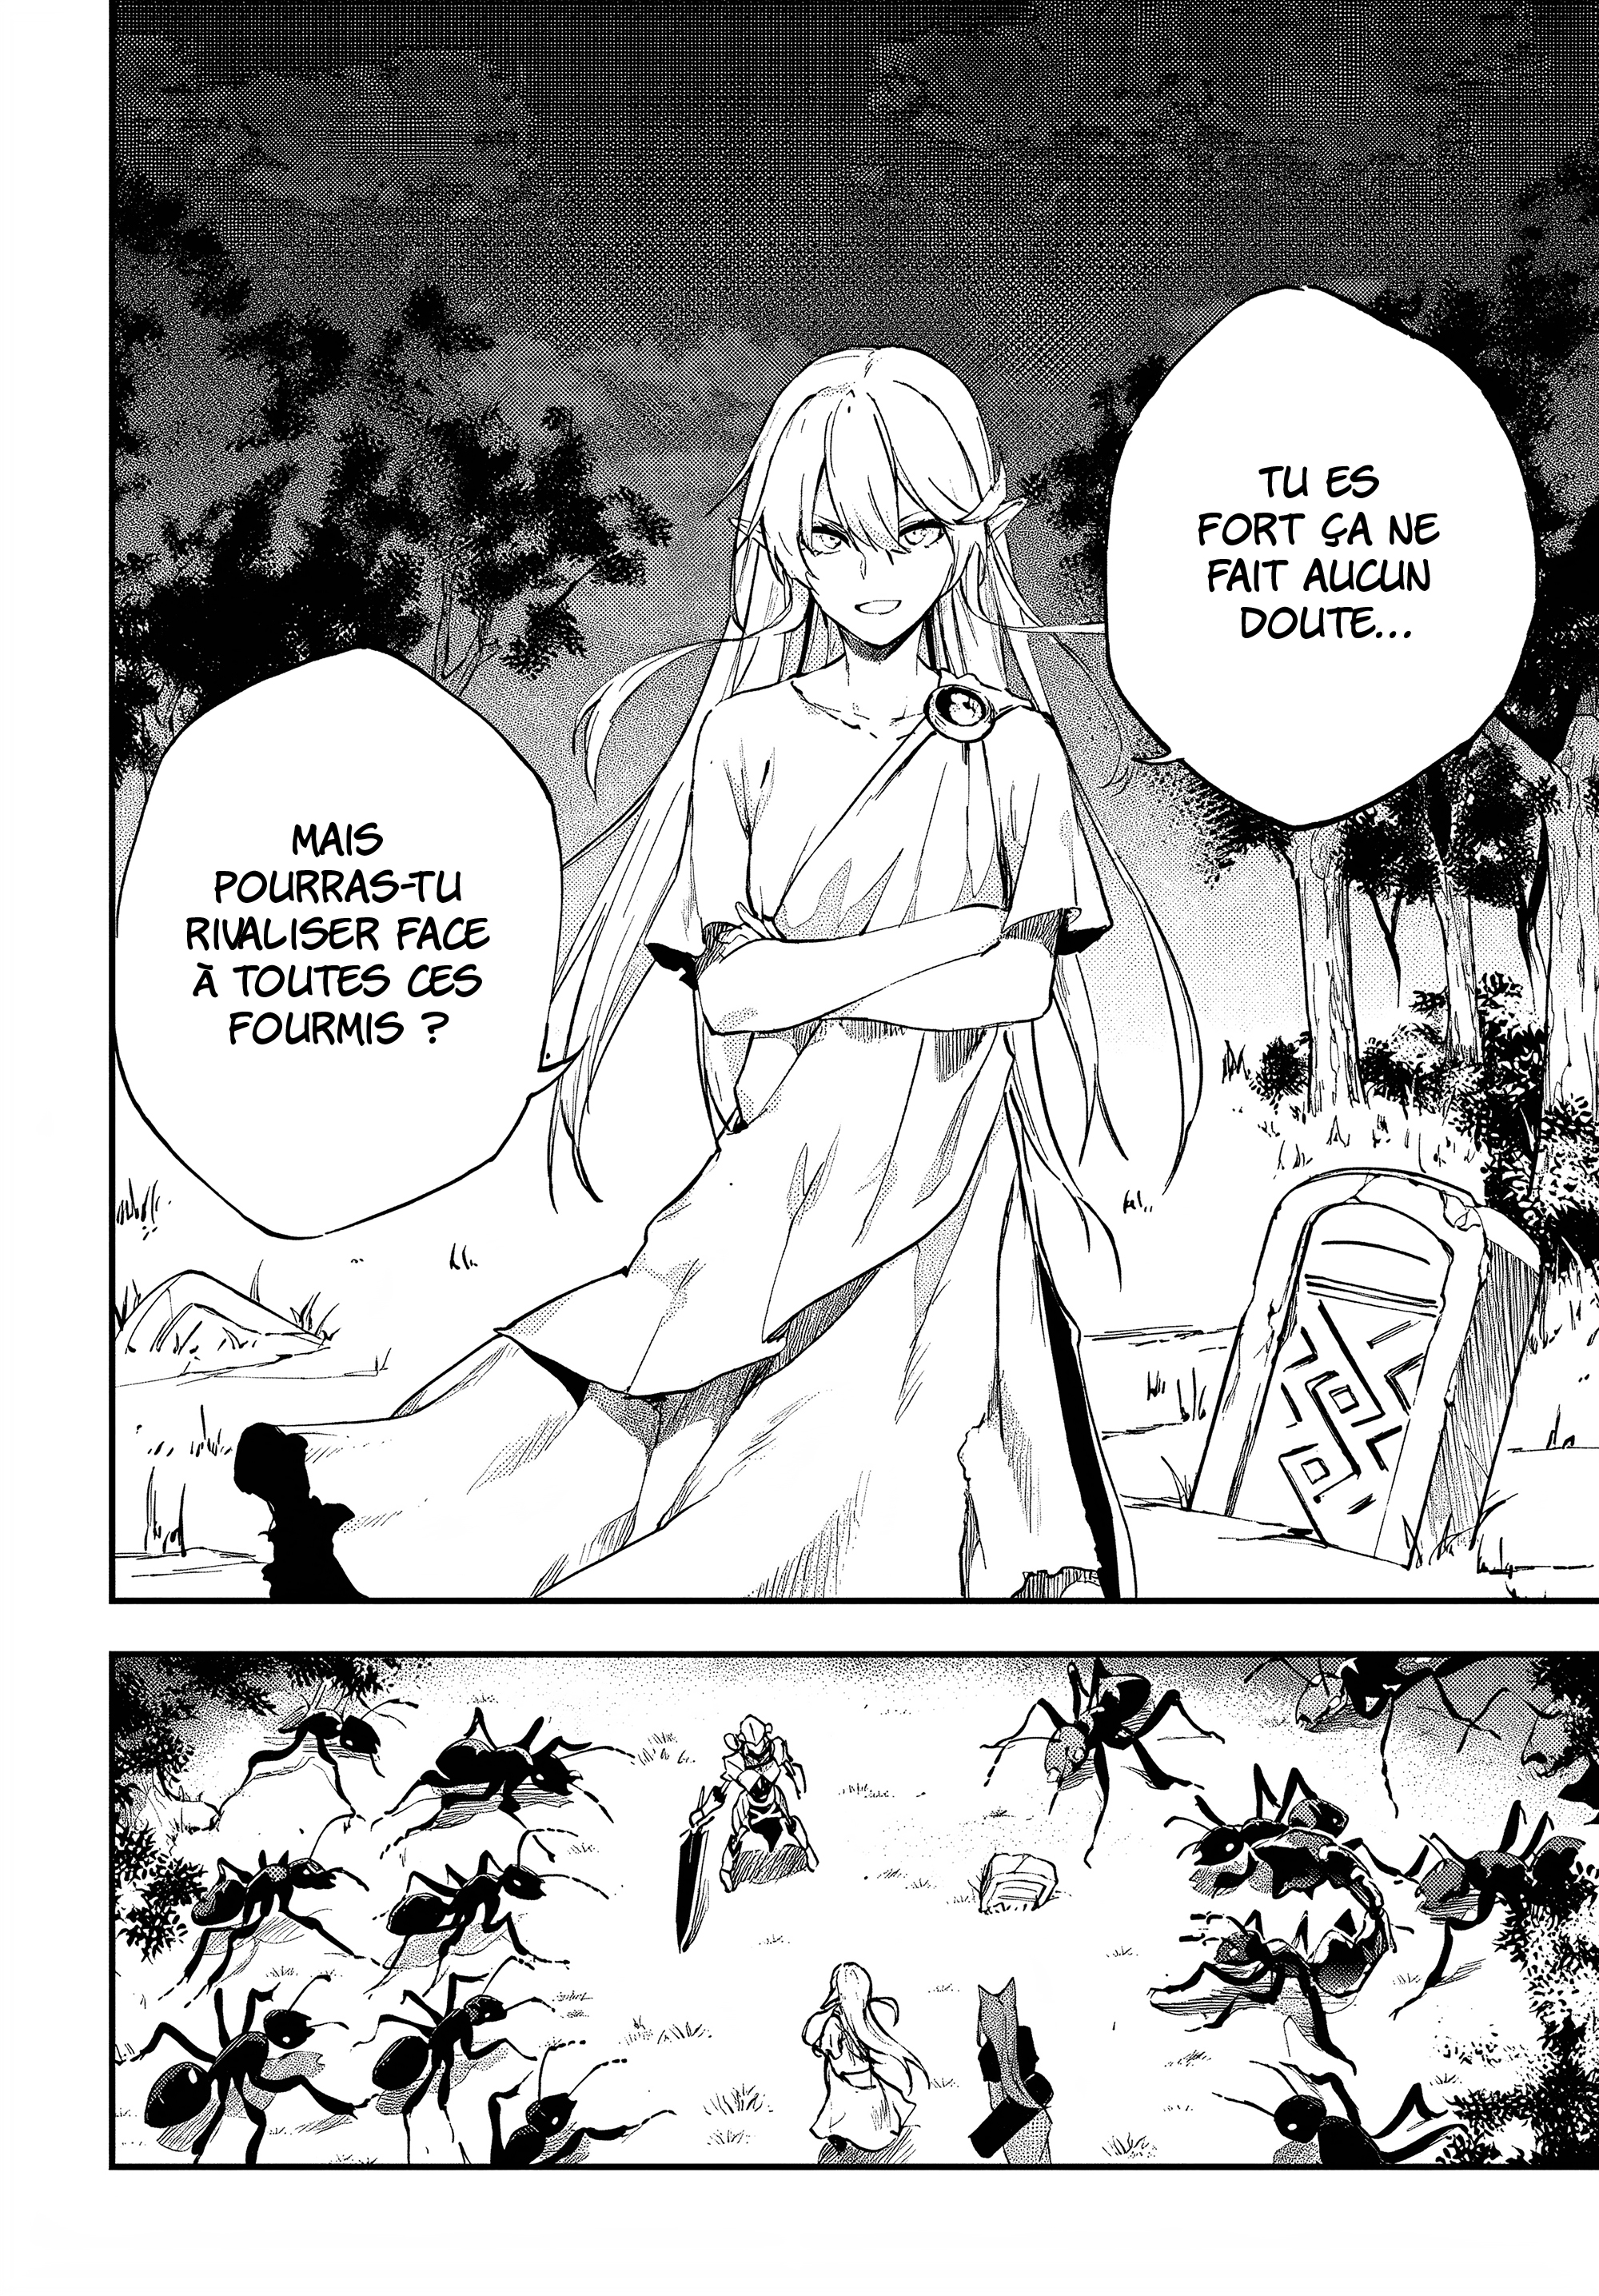 TU ES
FORT ÇA NE
FAIT AUCUN
DOUTE...
MAIS
POURRAS-TU
RIVALISER FACE
À TOUTES CES
FOURMIS ?